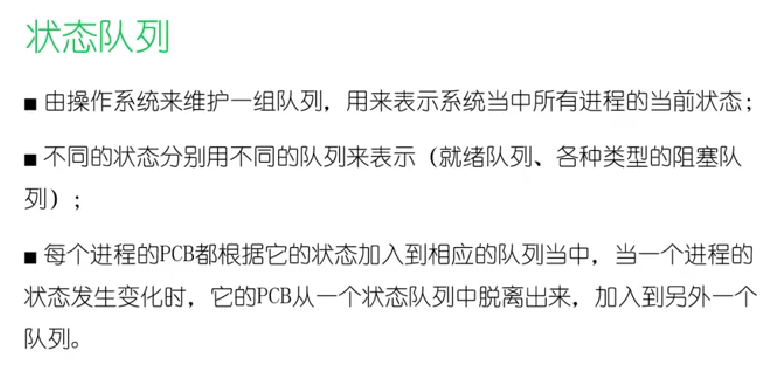 状态队列
■ 由操作系统来维护一组队列，用来表示系统当中所有进程的当前状态；
■ 不同的状态分别用不同的队列来表示（就绪队列、各种类型的阻塞队
列）；
■ 每个进程的PCB都根据它的状态加入到相应的队列当中，当一个进程的
状态发生变化时，它的PCB从一个状态队列中脱离出来，加入到另外一个
队列。